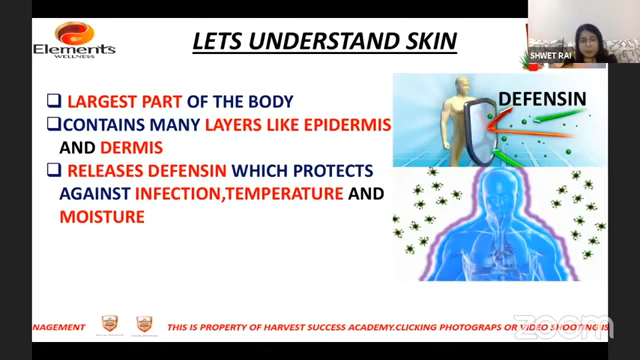 Elements
WELLNESS
LETS UNDERSTAND SKIN
SHWET RAI
LARGEST PART OF THE BODY
CONTAINS MANY LAYERS LIKE EPIDERMIS
AND DERMIS
RELEASES DEFENSIN WHICH PROTECTS
AGAINST INFECTION,TEMPERATURE AND
MOISTURE
DEFENSIN
zoom
NAGEMENT
THIS IS PROPERTY OF HARVEST SUCCESS ACADEMY.CLICKING PHOTOGRAPS OR VIDEO SHOOTING IS